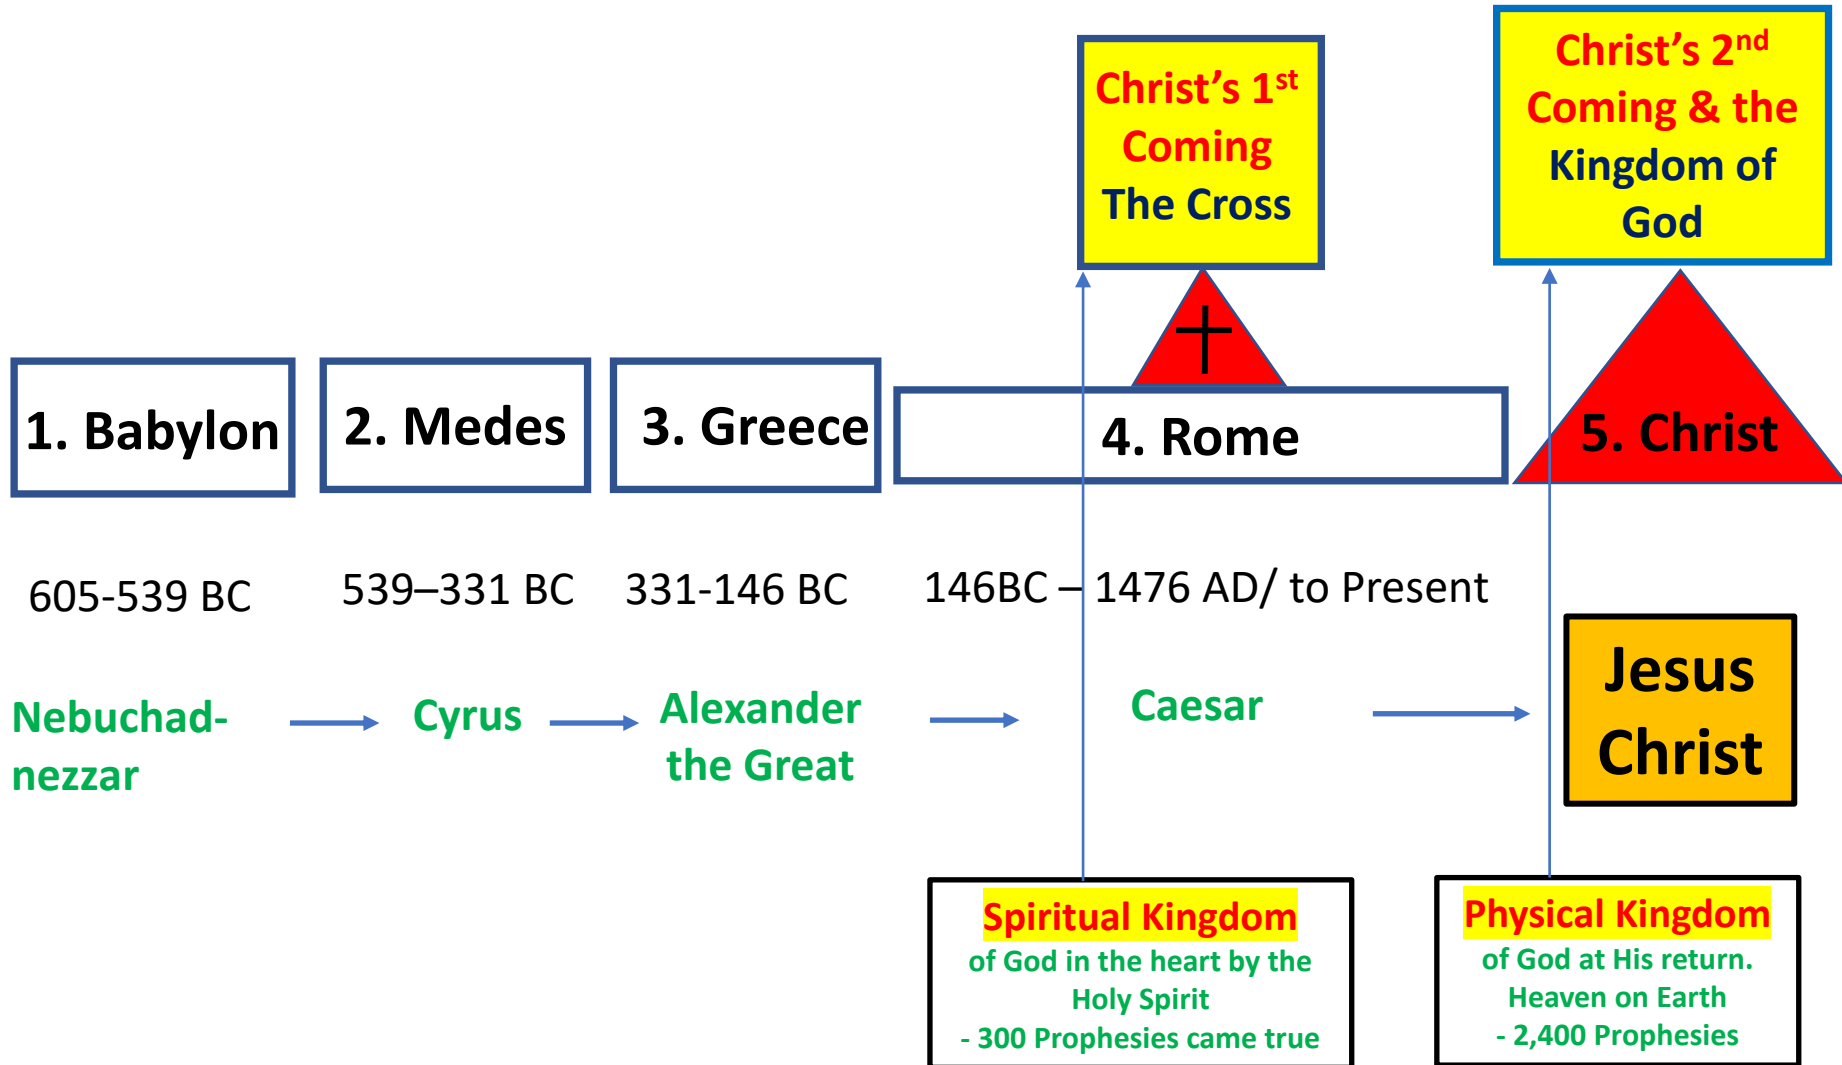 Christ's 1st
Coming
The Cross
Christ's 2nd
Coming & the
Kingdom of
God
1. Babylon
2. Medes
3. Greece
4. Rome
5. Christ
605-539 BC
539–331 BC
331-146 BC
146BC – 1476 AD/ to Present
Nebuchad-
nezzar
Cyrus
Alexander
the Great
Caesar
Jesus
Christ
Spiritual Kingdom
of God in the heart by the
Holy Spirit
- 300 Prophesies came true
Physical Kingdom
of God at His return.
Heaven on Earth
- 2,400 Prophesies